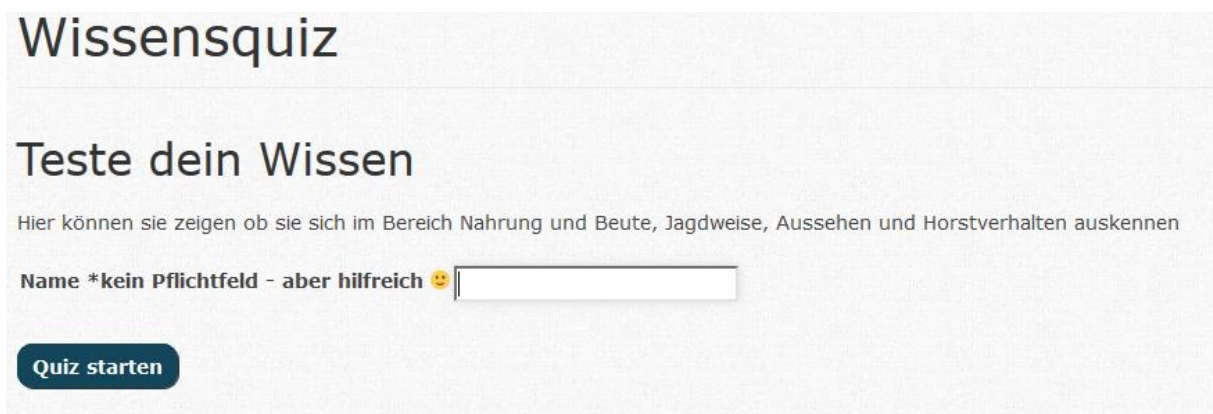 Wissensquiz
Teste dein Wissen
Hier können sie zeigen ob sie sich im Bereich Nahrung und Beute, Jagdweise, Aussehen und Horstverhalten auskennen
Name *kein Pflichtfeld - aber hilfreich 🙂
Quiz starten